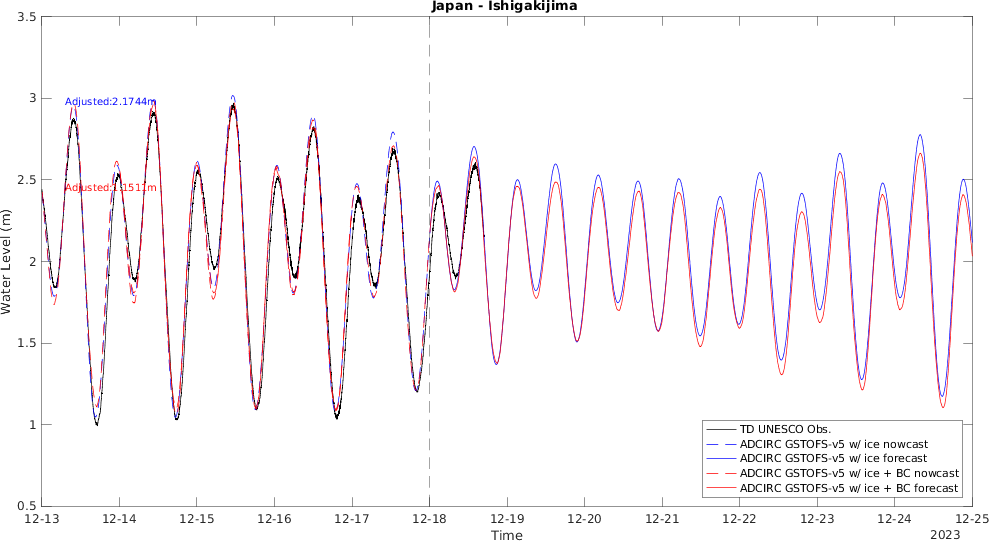 Japan - Ishigakijima
3.5
3
2.5
2
1.5
1
0.5
Water Level (m)
Adjusted:2.1744m
12-13
12-14
12-15
12-16
12-17
12-18
12-19
12-20
12-21
12-22
12-23
12-24
12-25
Time
2023
TD UNESCO Obs.
ADCIRC GSTOFS-v5 w/ ice nowcast
ADCIRC GSTOFS-v5 w/ ice forecast
ADCIRC GSTOFS-v5 w/ ice + BC nowcast
ADCIRC GSTOFS-v5 w/ ice + BC forecast